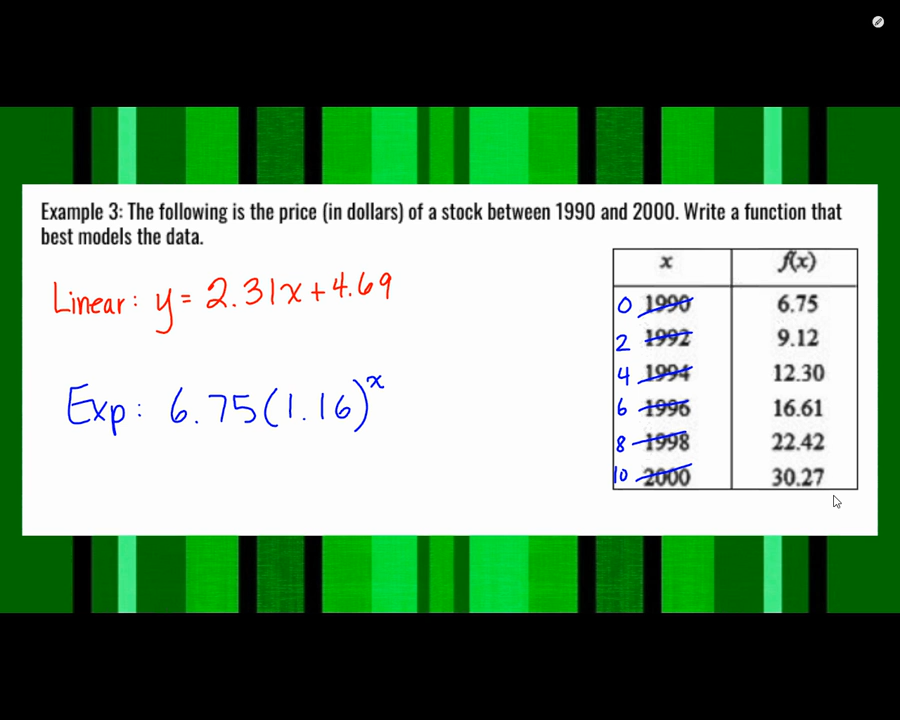 Example 3: The following is the price (in dollars) of a stock between 1990 and 2000. Write a function that
best models the data.
Linear: y = 2.31x + 4.69
Exp: 6.75(1.16)^x
x f(x)
0 1990 6.75
2 1992 9.12
4 1994 12.30
6 1996 16.61
8 1998 22.42
10 2000 30.27